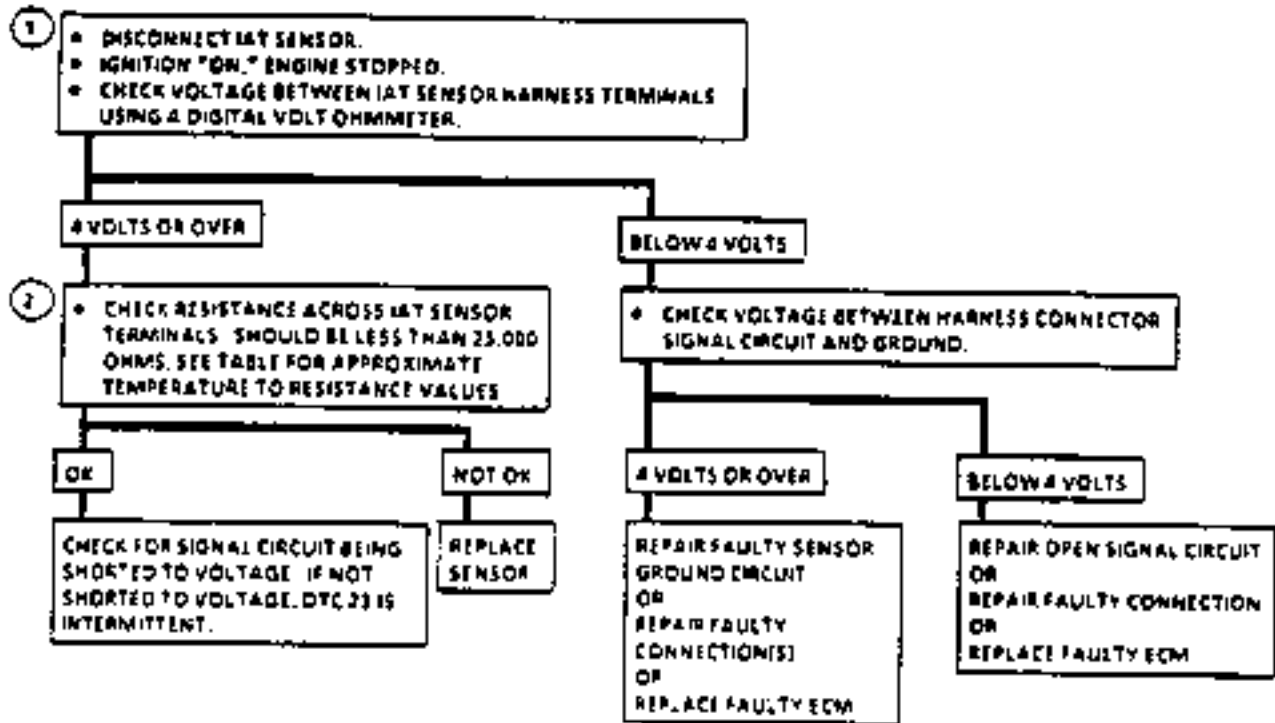 1
• DISCONNECT IAT SENSOR.
• IGNITION "ON," ENGINE STOPPED.
• CHECK VOLTAGE BETWEEN IAT SENSOR HARNESS TERMINALS
USING A DIGITAL VOLT OHMMETER.
4 VOLTS OR OVER
BELOW 4 VOLTS
2
• CHECK RESISTANCE ACROSS IAT SENSOR
TERMINALS. SHOULD BE LESS THAN 25,000
OHMS. SEE TABLE FOR APPROXIMATE
TEMPERATURE TO RESISTANCE VALUES
• CHECK VOLTAGE BETWEEN HARNESS CONNECTOR
SIGNAL CIRCUIT AND GROUND.
OK
NOT OK
4 VOLTS OR OVER
BELOW 4 VOLTS
CHECK FOR SIGNAL CIRCUIT BEING
SHORTED TO VOLTAGE. IF NOT
SHORTED TO VOLTAGE, DTC 23 IS
INTERMITTENT.
REPLACE
SENSOR
REPAIR FAULTY SENSOR
GROUND CIRCUIT
OR
REPAIR FAULTY
CONNECTION(S)
OR
REPLACE FAULTY ECM
REPAIR OPEN SIGNAL CIRCUIT
OR
REPAIR FAULTY CONNECTION
OR
REPLACE FAULTY ECM